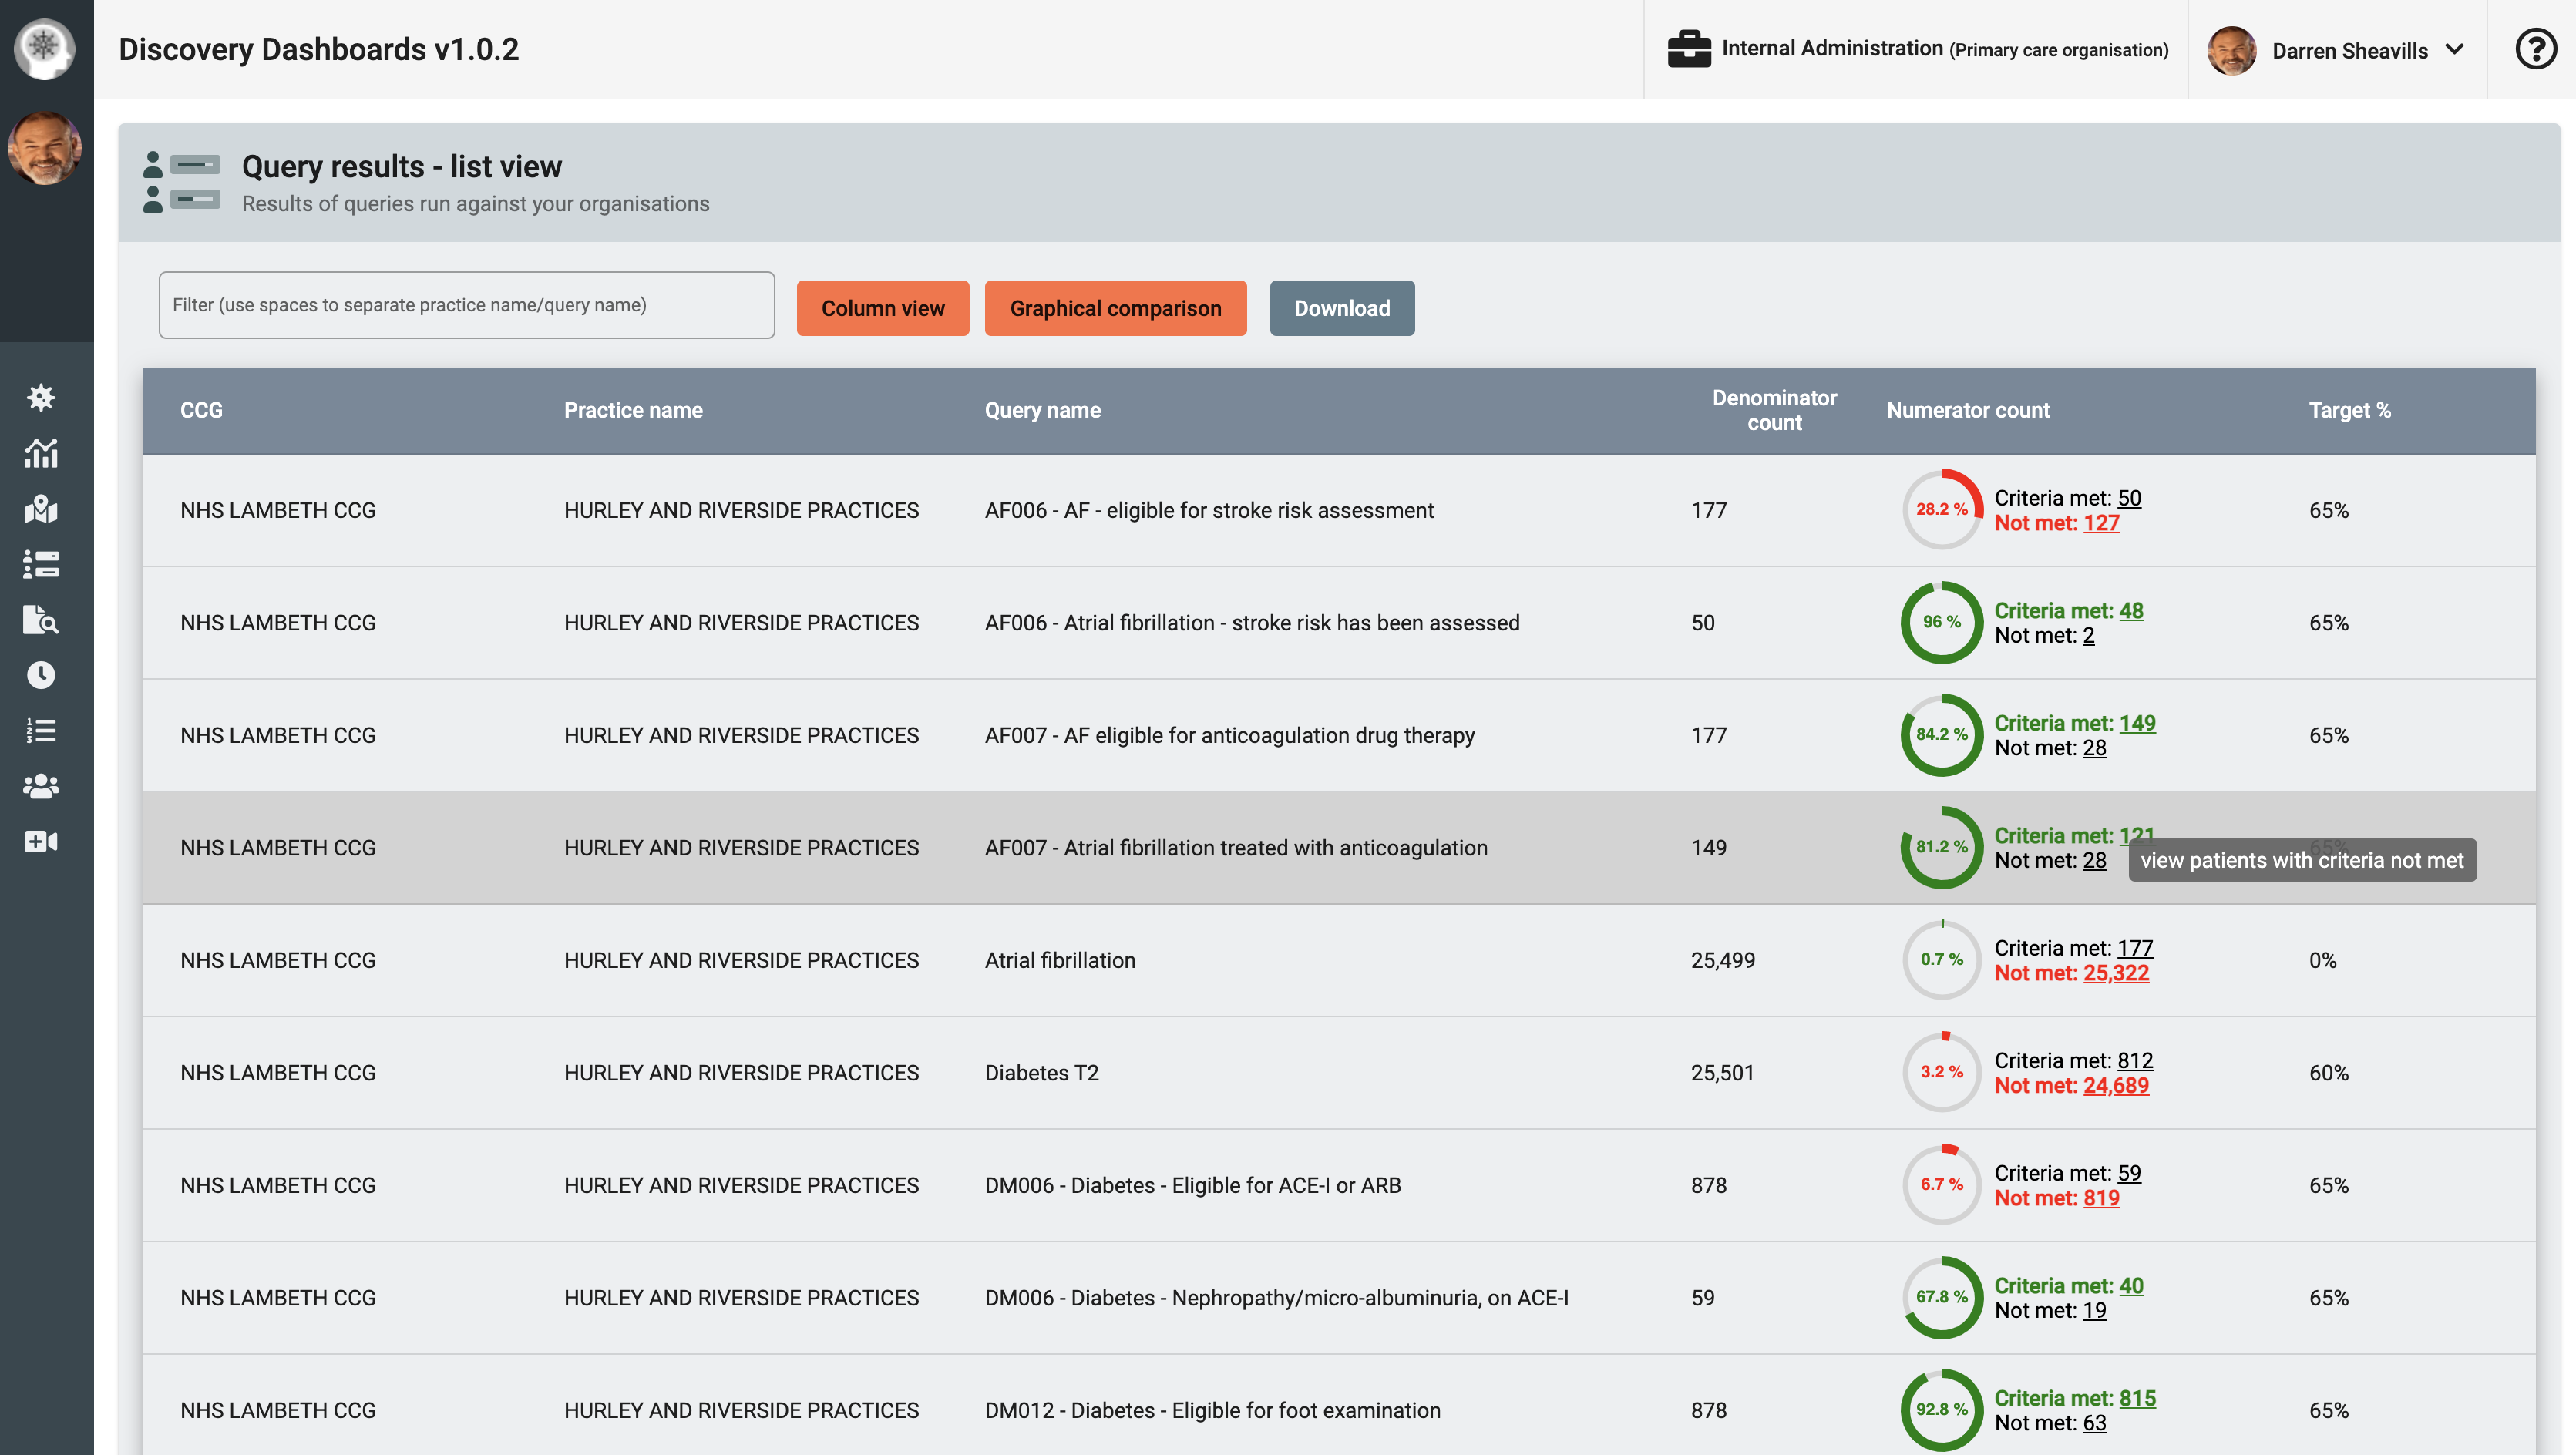 Discovery Dashboards v1.0.2
Internal Administration (Primary care organisation)
Darren Sheavills
?
Query results - list view
Results of queries run against your organisations
Filter (use spaces to separate practice name/query name)
Column view
Graphical comparison
Download
CCG Practice name Query name Denominator count Numerator count Target %
NHS LAMBETH CCG HURLEY AND RIVERSIDE PRACTICES AF006 - AF - eligible for stroke risk assessment 177 28.2 % Criteria met: 50 65%
Not met: 127
NHS LAMBETH CCG HURLEY AND RIVERSIDE PRACTICES AF006 - Atrial fibrillation - stroke risk has been assessed 50 96 % Criteria met: 48 65%
Not met: 2
NHS LAMBETH CCG HURLEY AND RIVERSIDE PRACTICES AF007 - AF eligible for anticoagulation drug therapy 177 84.2 % Criteria met: 149 65%
Not met: 28
NHS LAMBETH CCG HURLEY AND RIVERSIDE PRACTICES AF007 - Atrial fibrillation treated with anticoagulation 149 81.2 % Criteria met: 121 65%
Not met: 28 view patients with criteria not met
NHS LAMBETH CCG HURLEY AND RIVERSIDE PRACTICES Atrial fibrillation 25,499 0.7 % Criteria met: 177 0%
Not met: 25,322
NHS LAMBETH CCG HURLEY AND RIVERSIDE PRACTICES Diabetes T2 25,501 3.2 % Criteria met: 812 60%
Not met: 24,689
NHS LAMBETH CCG HURLEY AND RIVERSIDE PRACTICES DM006 - Diabetes - Eligible for ACE-I or ARB 878 6.7 % Criteria met: 59 65%
Not met: 819
NHS LAMBETH CCG HURLEY AND RIVERSIDE PRACTICES DM006 - Diabetes - Nephropathy/micro-albuminuria, on ACE-I 59 67.8 % Criteria met: 40 65%
Not met: 19
NHS LAMBETH CCG HURLEY AND RIVERSIDE PRACTICES DM012 - Diabetes - Eligible for foot examination 878 92.8 % Criteria met: 815 65%
Not met: 63